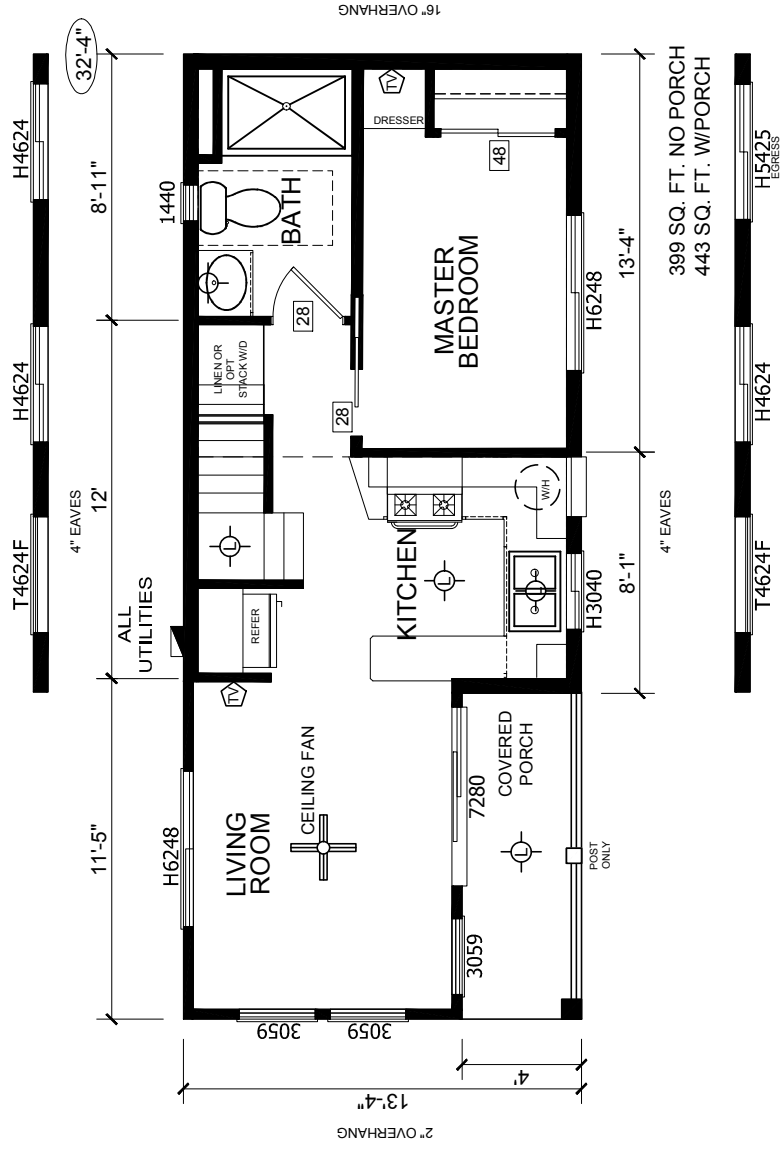 16" OVERHANG
32'-4"
H4624
H4624
T4624F
4" EAVES
8'-11"
12'
11'-5"
ALL
UTILITIES
1440
H6248
BATH
28
LINEN OR
OPT
STACK W/D
L
REFER
TV
LIVING
ROOM
CEILING FAN
3059
3059
TV
DRESSER
48
MASTER
BEDROOM
28
KITCHEN
L
W/H
L
7280
3059
COVERED
PORCH
L
POST
ONLY
H6248
H3040
13'-4"
8'-1"
4" EAVES
399 SQ. FT. NO PORCH
443 SQ. FT. W/PORCH
H5425
EGRESS
H4624
T4624F
4'
13'-4"
2" OVERHANG